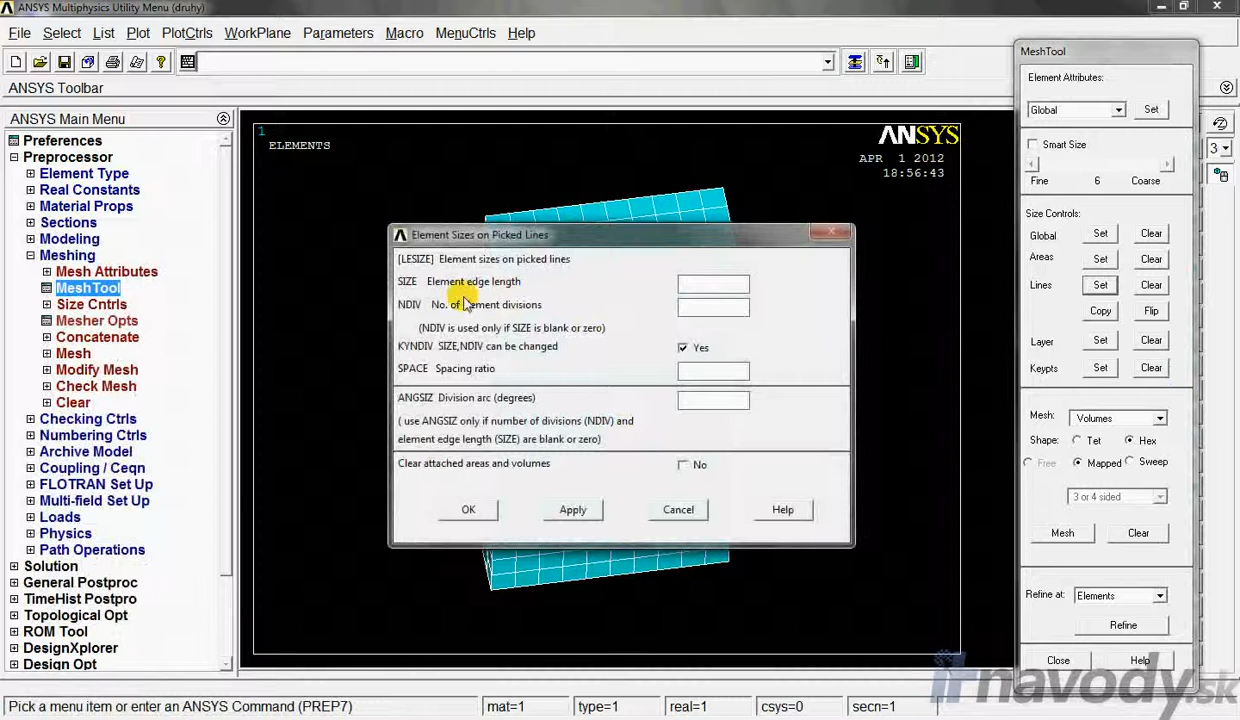 ANSYS Multiphysics Utility Menu (druhy)
File Select List Plot PlotCtrls WorkPlane Parameters Macro MenuCtrls Help
ANSYS Toolbar
ANSYS Main Menu
Preferences
Preprocessor
Element Type
Real Constants
Material Props
Sections
Modeling
Meshing
Mesh Attributes
MeshTool
Size Cntrls
Mesher Opts
Concatenate
Mesh
Modify Mesh
Check Mesh
Clear
Checking Ctrls
Numbering Ctrls
Archive Model
Coupling / Ceqn
FLOTRAN Set Up
Multi-field Set Up
Loads
Physics
Path Operations
Solution
General Postproc
TimeHist Postpro
Topological Opt
ROM Tool
DesignXplorer
Design Opt
1
ELEMENTS
ANSYS
APR 1 2012
18:56:43
Element Sizes on Picked Lines
[LESIZE] Element sizes on picked lines
SIZE Element edge length
NDIV No. of element divisions
(NDIV is used only if SIZE is blank or zero)
KYNDIV SIZE,NDIV can be changed
Yes
SPACE Spacing ratio
ANGSIZ Division arc (degrees)
( use ANGSIZ only if number of divisions (NDIV) and
element edge length (SIZE) are blank or zero)
Clear attached areas and volumes
No
OK Apply Cancel Help
MeshTool
Element Attributes:
Global Set
Smart Size
Fine 6 Coarse
Size Controls:
Global Set Clear
Areas Set Clear
Lines Set Clear
Copy Flip
Layer Set Clear
Keypts Set Clear
Mesh: Volumes
Shape: Tet Hex
Free Mapped Sweep
3 or 4 sided
Mesh Clear
Refine at: Elements
Refine
Close Help
3
itnavody.sk
Pick a menu item or enter an ANSYS Command (PREP7) mat=1 type=1 real=1 csys=0 secn=1